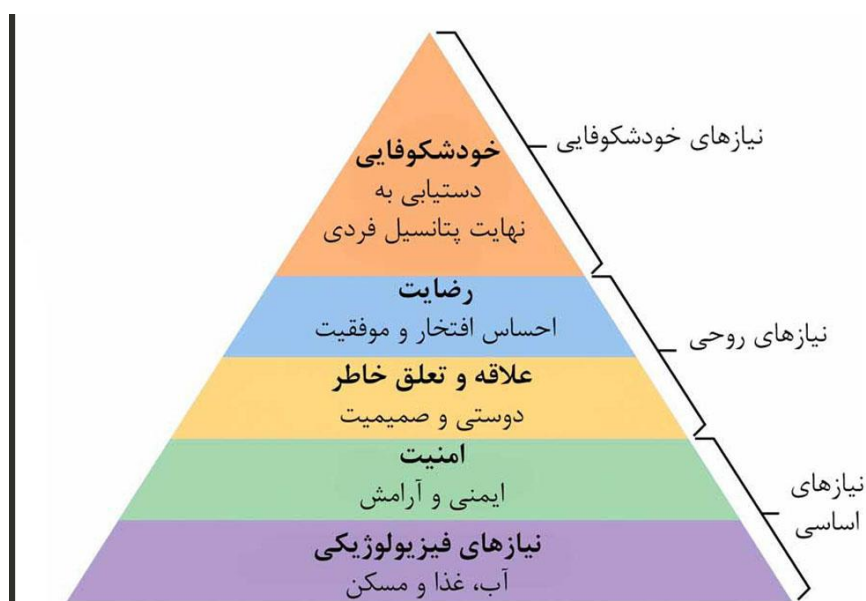 خودشکوفایی
دستیابی به
نهایت پتانسیل فردی
رضایت
احساس افتخار و موفقیت
علاقه و تعلق خاطر
دوستی و صمیمیت
امنیت
ایمنی و آرامش
نیازهای فیزیولوژیکی
آب، غذا و مسکن
نیازهای خودشکوفایی
نیازهای روحی
نیازهای
اساسی